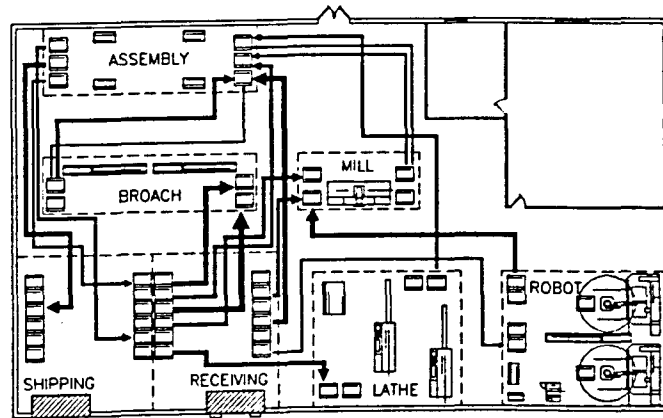 ASSEMBLY
MILL
BROACH
ROBOT
LATHE
RECEIVING
SHIPPING